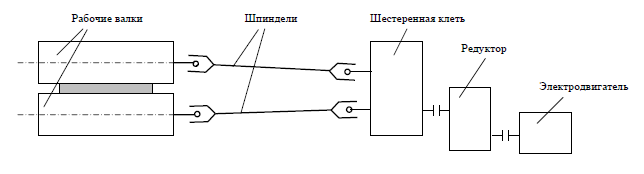 Рабочие валки
Шпиндели
Шестеренная клеть
Редуктор
Электродвигатель